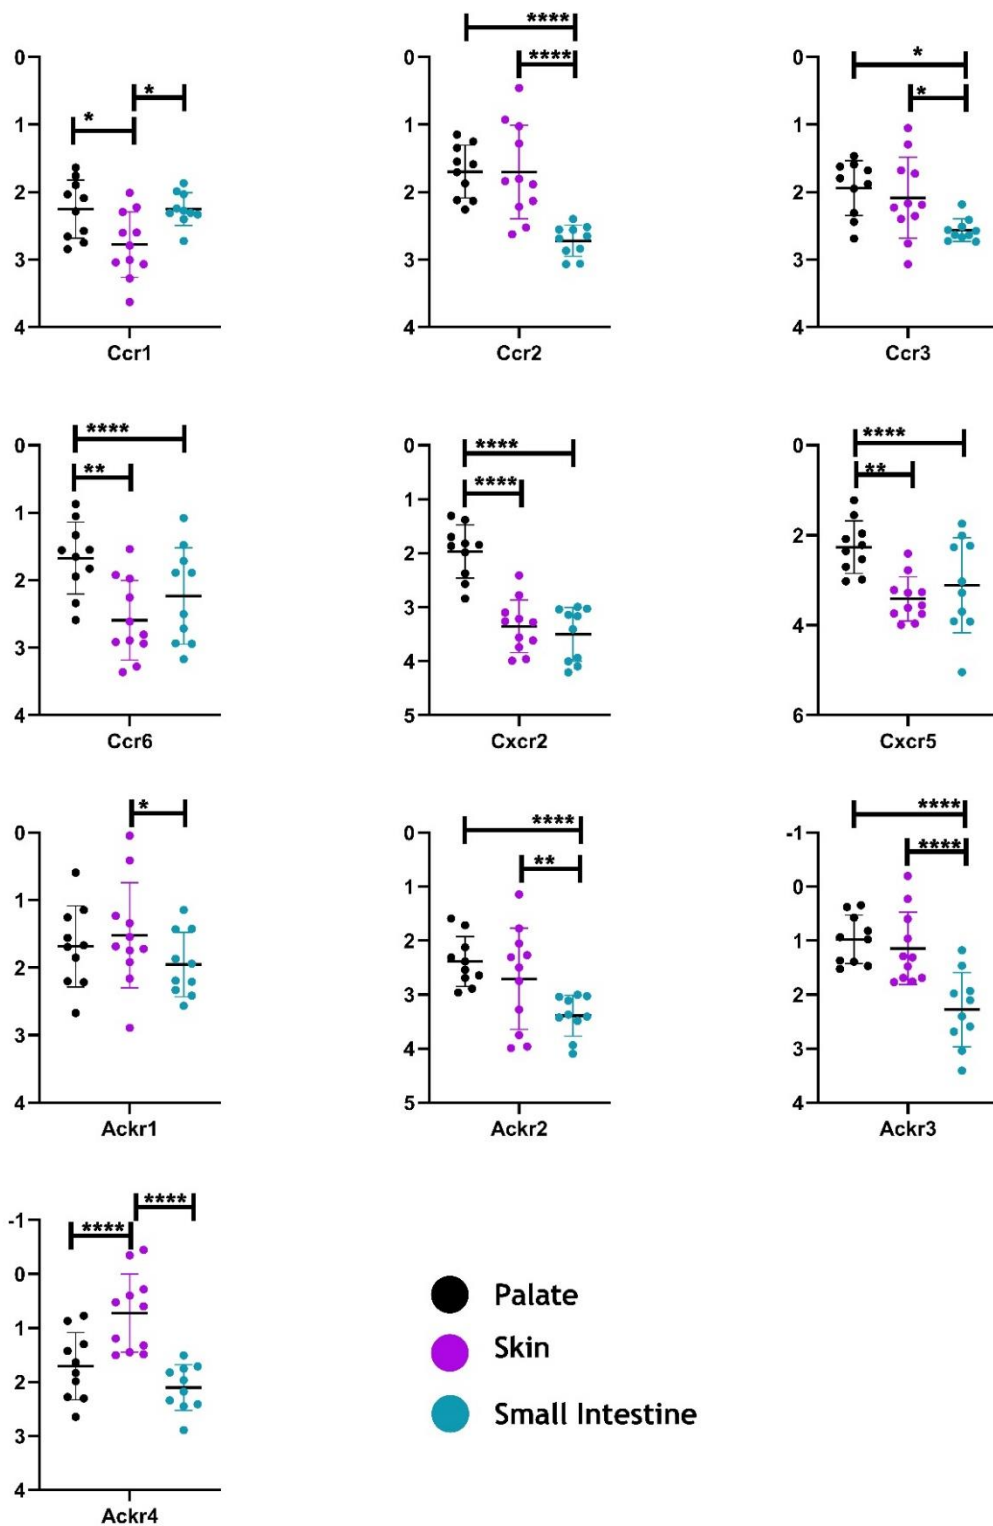 ****
0 0 **** 0 *
* * *
1 1 1
2 2 2
3 3 3
4 4 4
Ccr1 Ccr2 Ccr3
0 **** 0 **** 0 ****
** **** **
1 1
2 2 2
3 3
4 4
4 5 6
Ccr6 Cxcr2 Cxcr5
0 * 0 **** -1 ****
** ****
1 1 0
2 2 1
3 3 2
4 3
4 5 4
Ackr1 Ackr2 Ackr3
-1 **** ****
0
1
2
3
4
Ackr4
Palate
Skin
Small Intestine